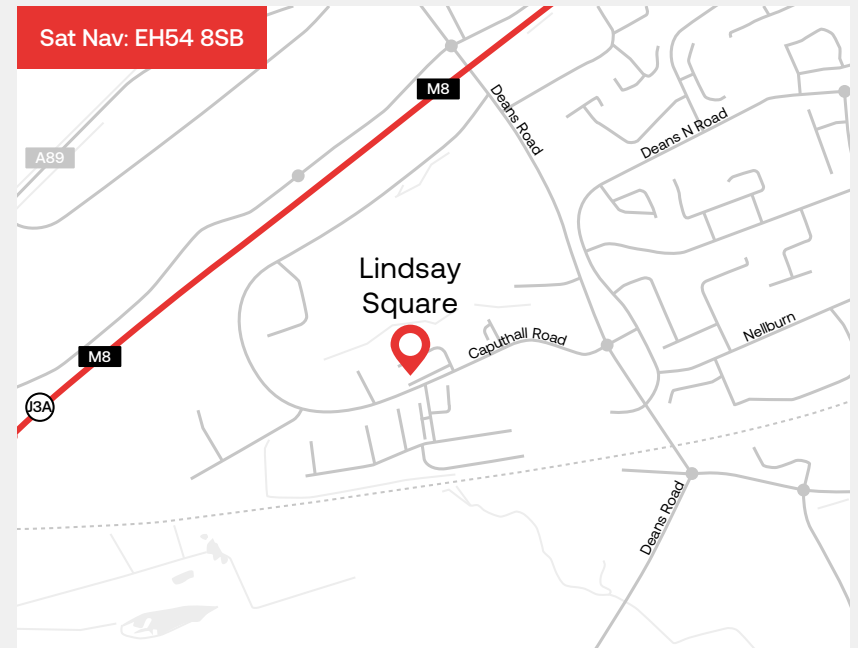 Sat Nav: EH54 8SB
M8
Deans Road
Deans N Road
A89
Lindsay
Square
Caputhall Road
Nellburn
M8
J3A
Deans Road